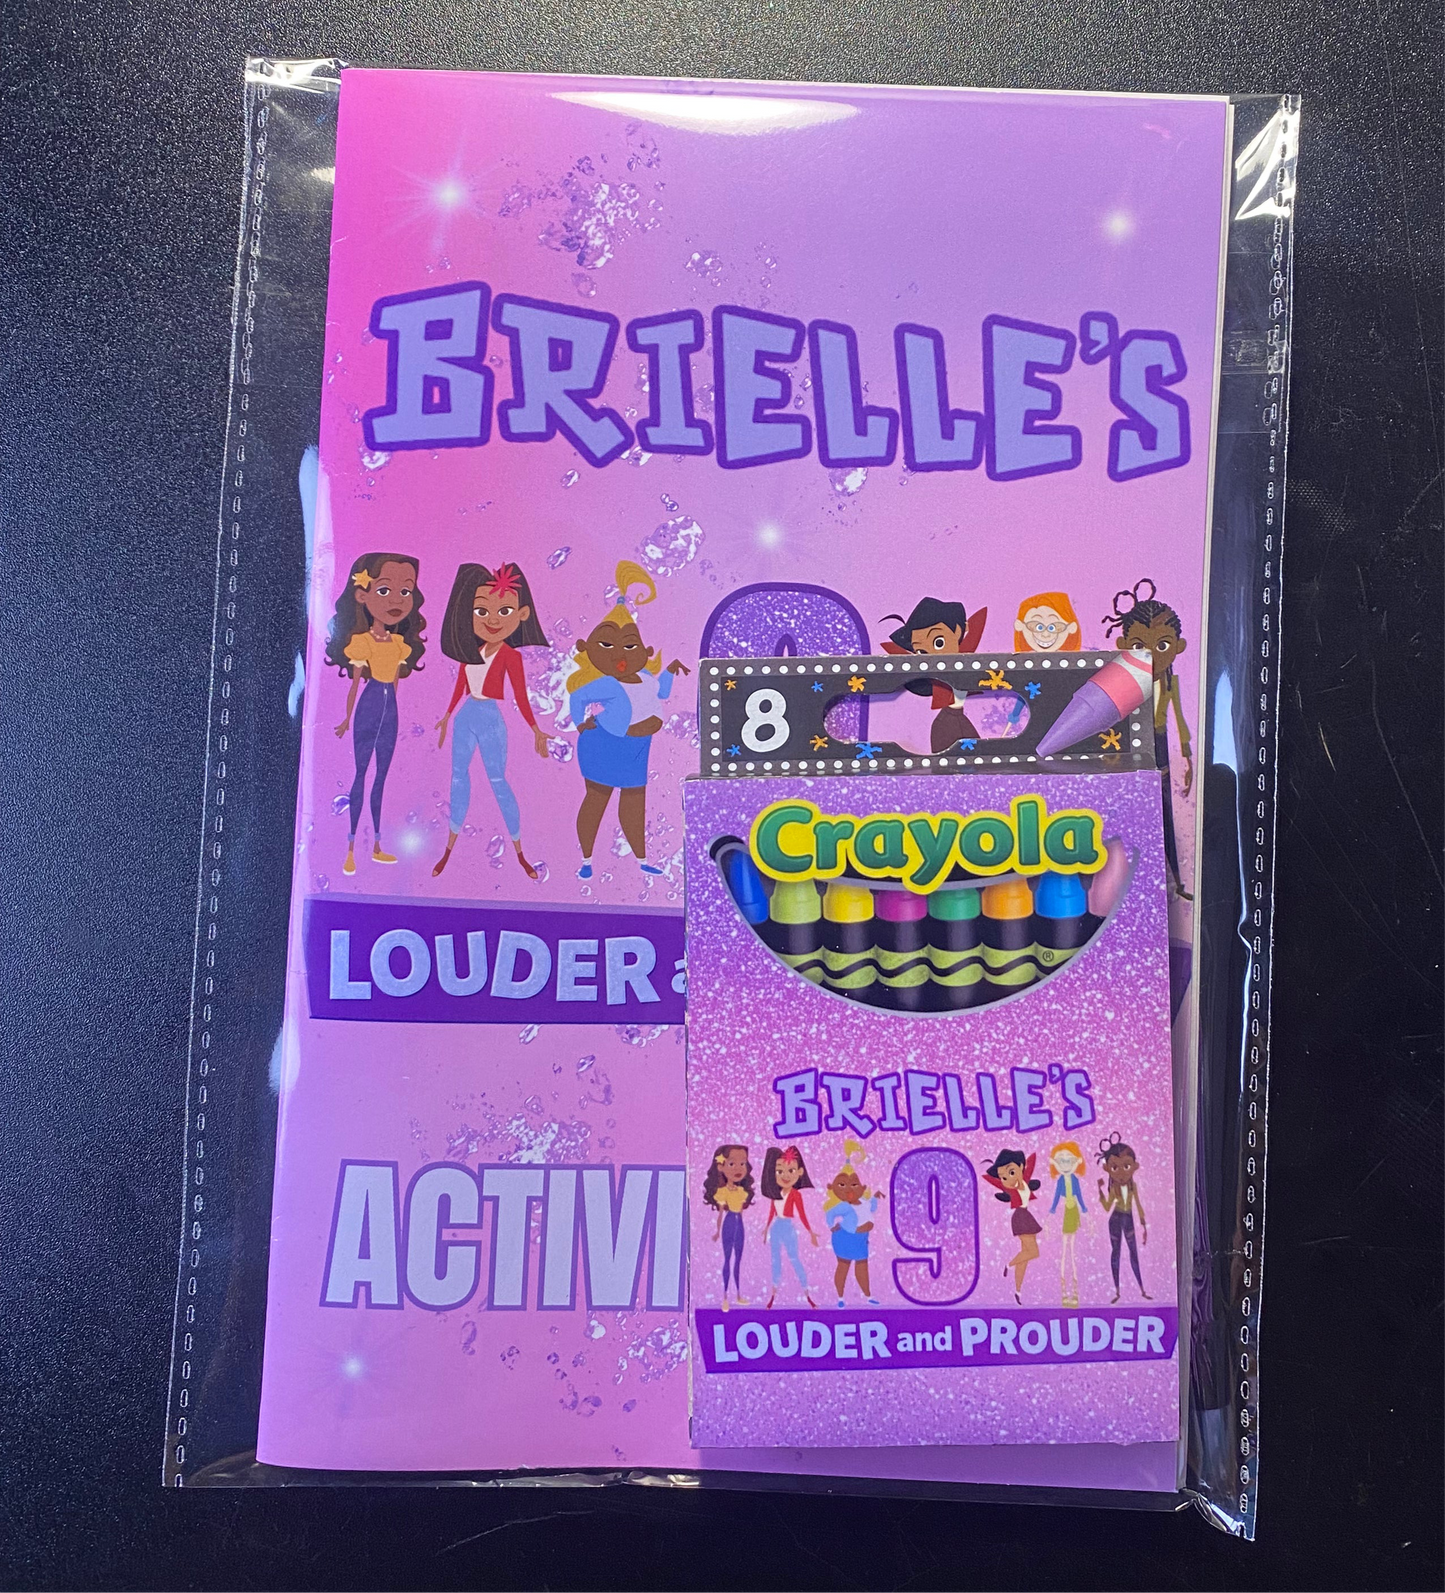 BRIELLE'S
8
Crayola
®
LOUDER
ACTIVI
BRIELLE'S
9
LOUDER and PROUDER